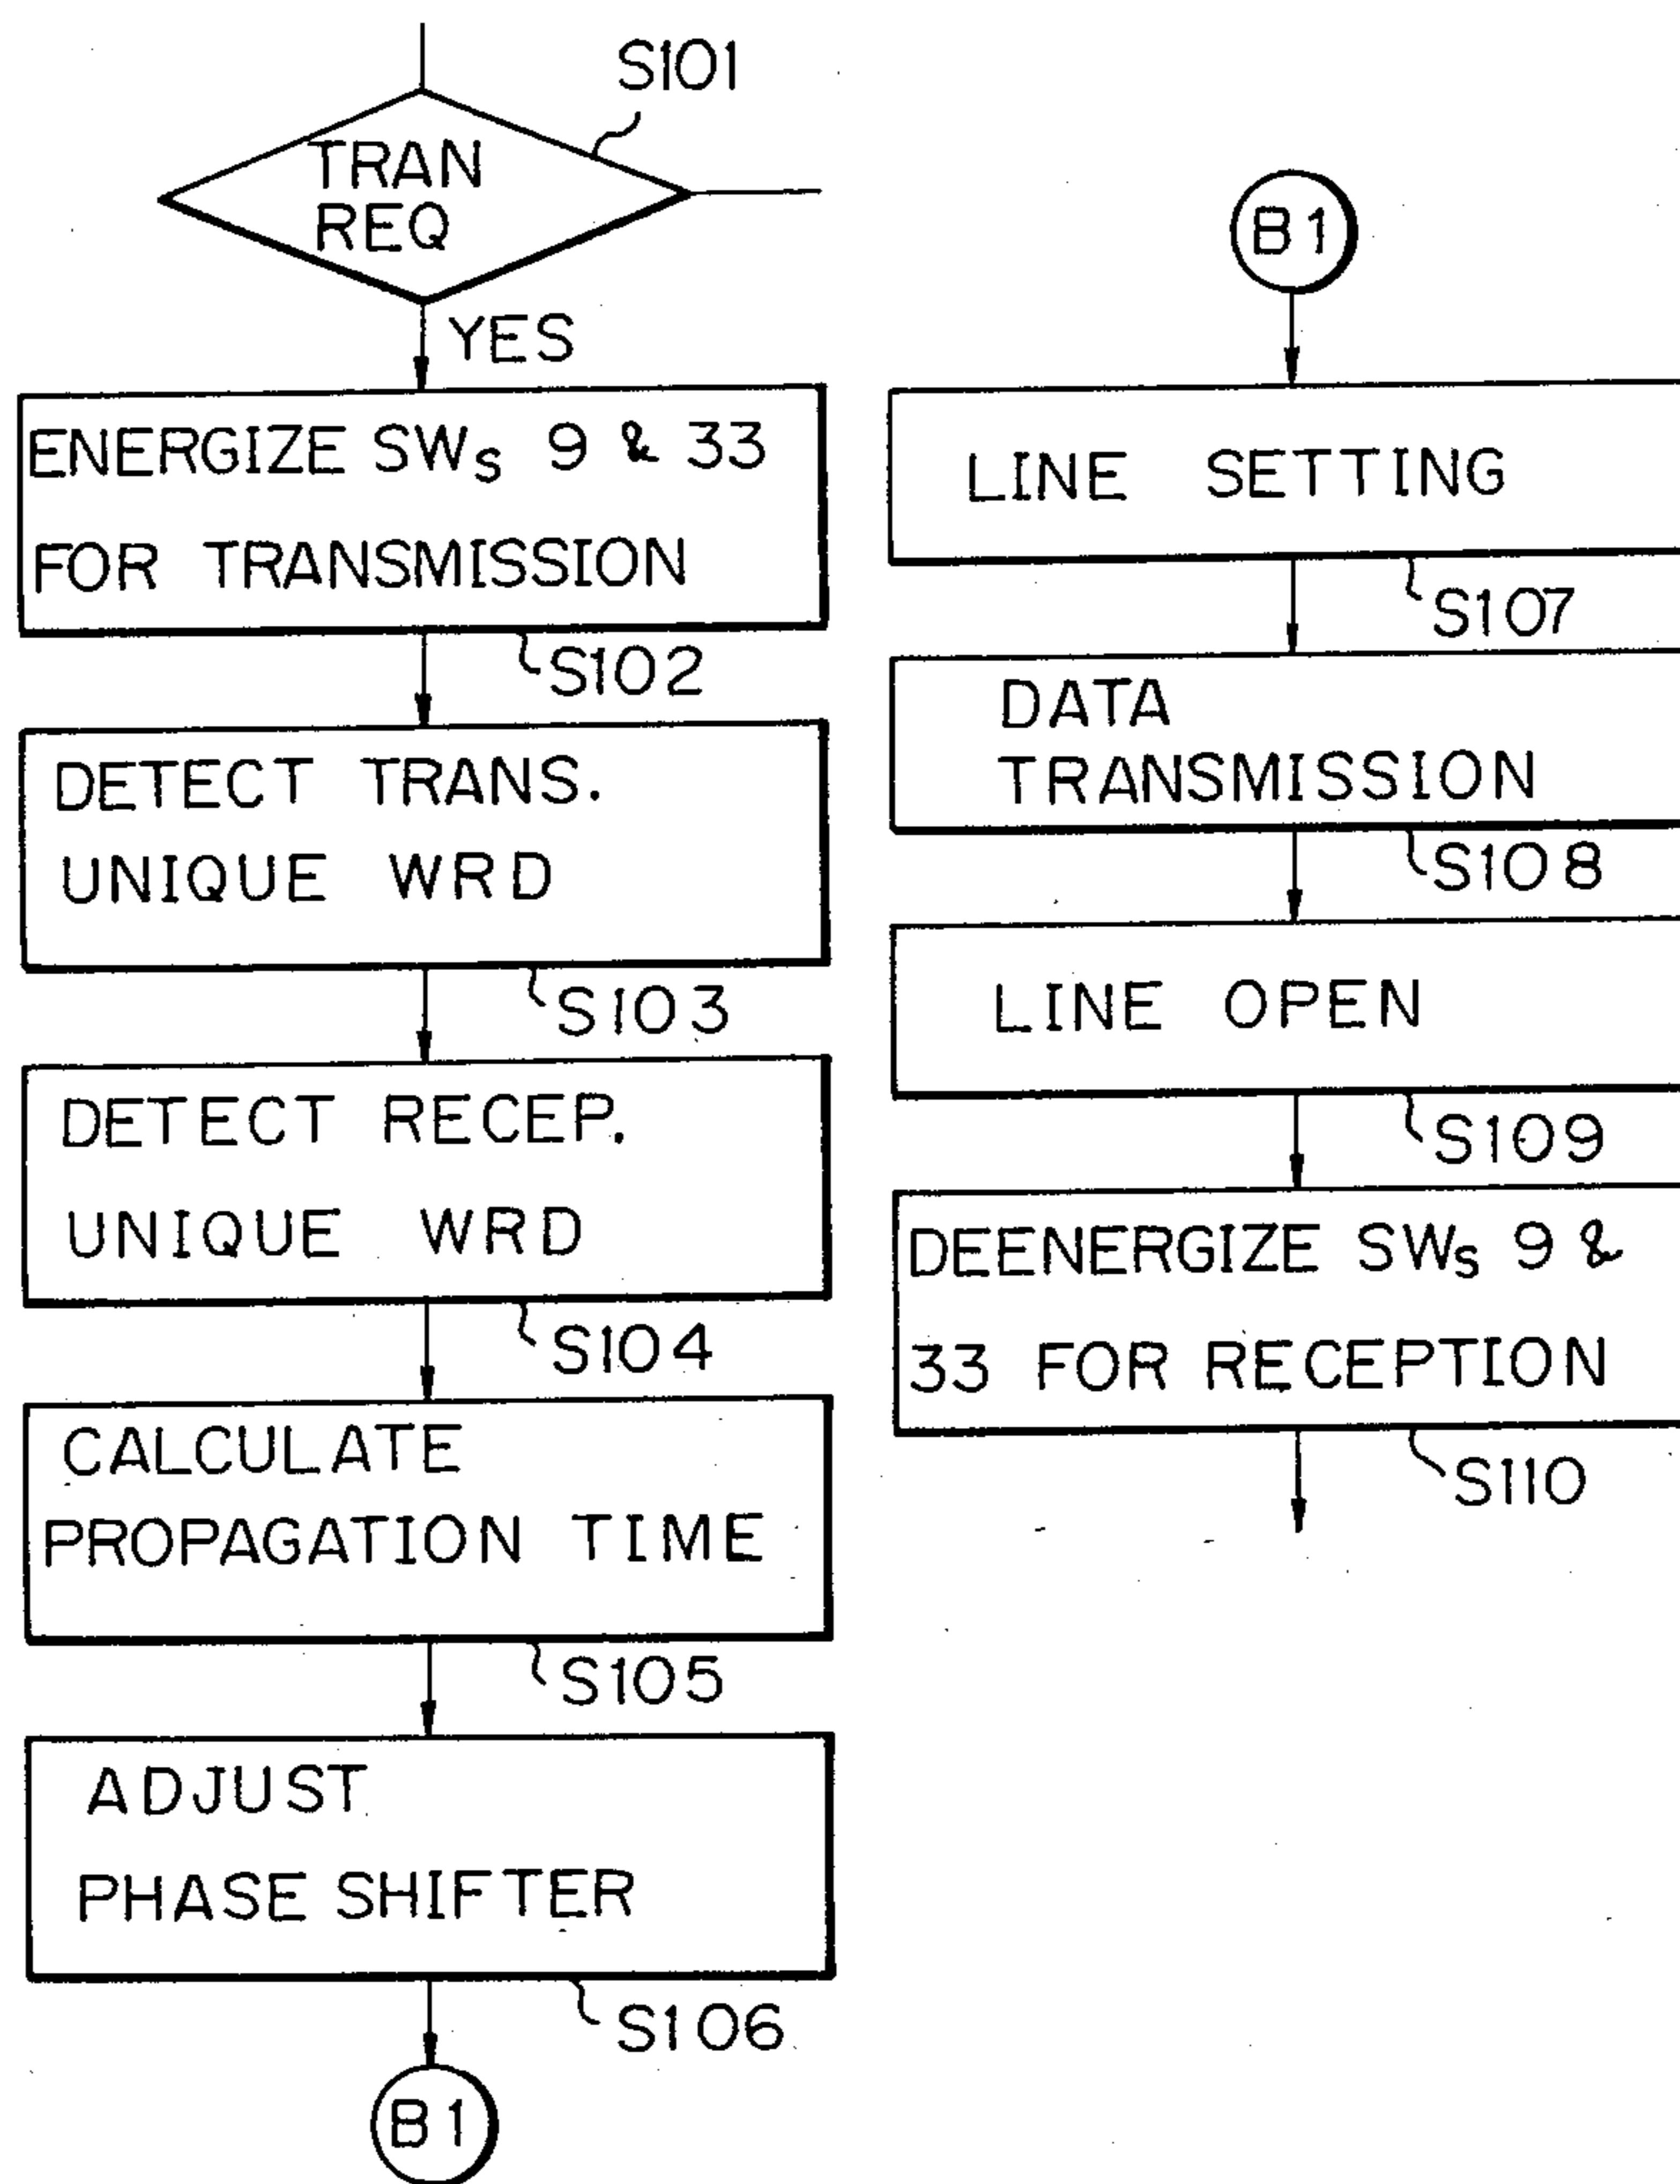 S101
TRAN
REQ
YES
ENERGIZE SWs 9 & 33
FOR TRANSMISSION
S102
DETECT TRANS.
UNIQUE WRD
S103
DETECT RECEP.
UNIQUE WRD
S104
CALCULATE
PROPAGATION TIME
S105
ADJUST
PHASE SHIFTER
S106
B1
B1
LINE SETTING
S107
DATA
TRANSMISSION
S108
LINE OPEN
S109
DEENERGIZE SWs 9 &
33 FOR RECEPTION
S110